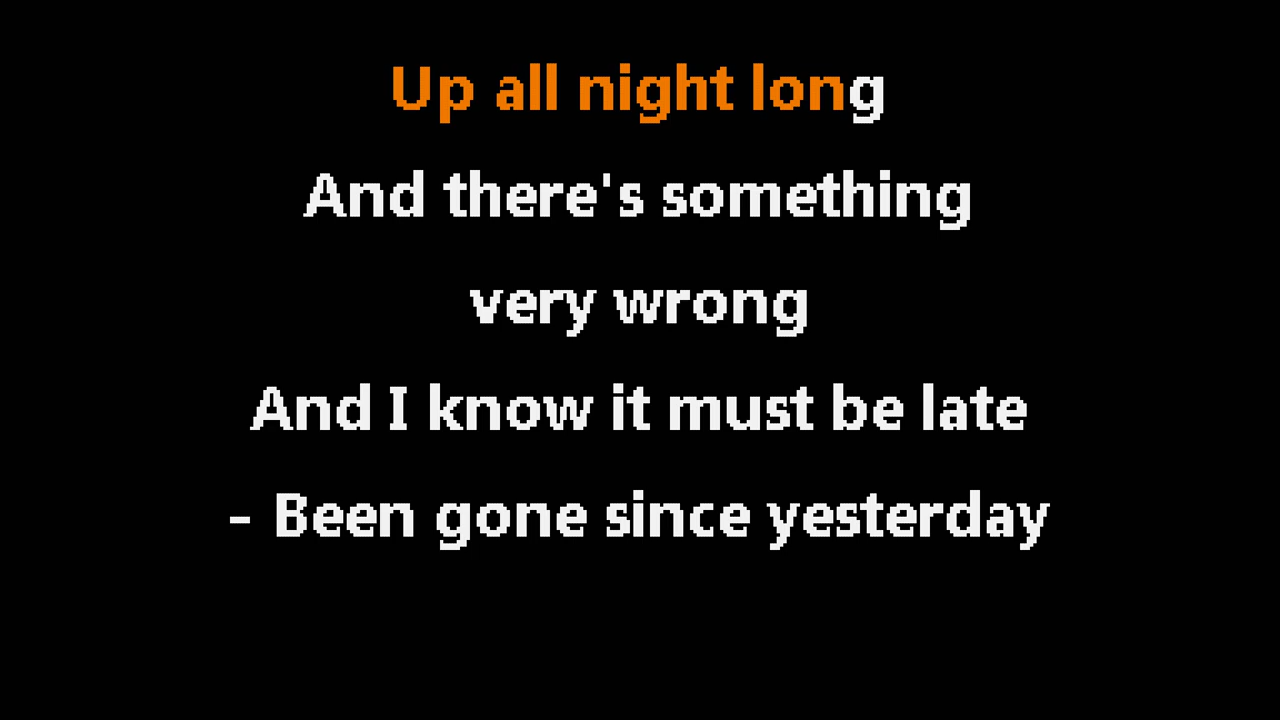 Up all night long
And there's something
very wrong
And I know it must be late
- Been gone since yesterday